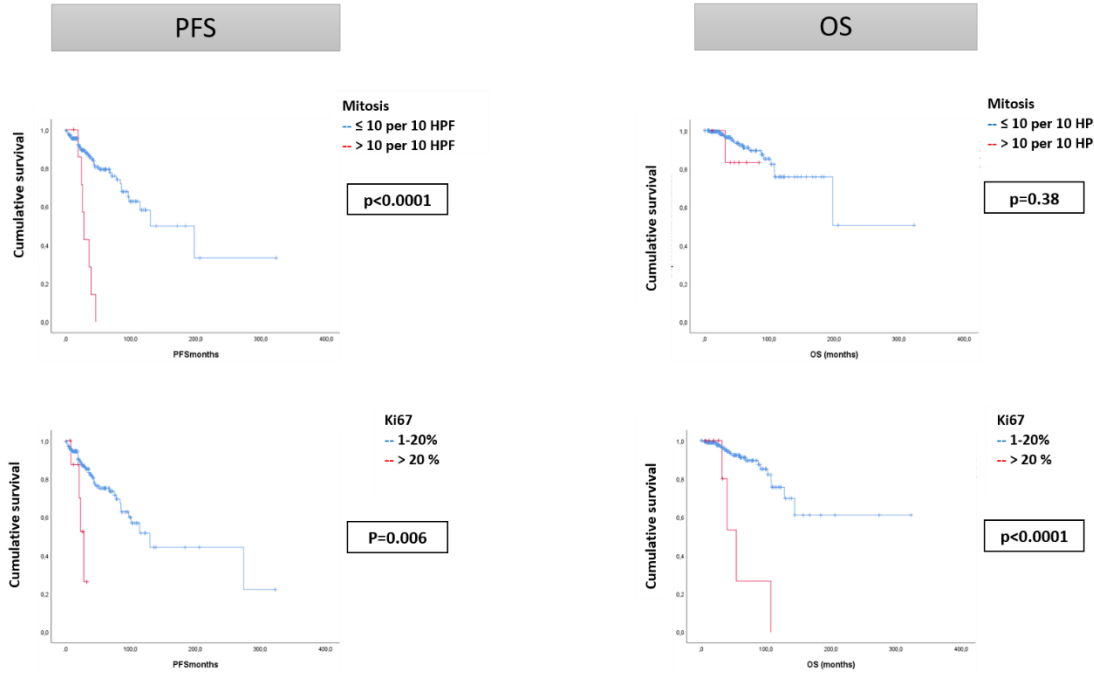 PFS
OS
Mitosis
-- ≤ 10 per 10 HPF
-- > 10 per 10 HPF
p<0.0001
Cumulative survival
1,0
0,8
0,6
0,4
0,2
0,0
,0 100,0 200,0 300,0 400,0
PFSmonths
Mitosis
-- ≤ 10 per 10 HP
-- > 10 per 10 HP
p=0.38
Cumulative survival
1,0
0,8
0,6
0,4
0,2
0,0
,0 100,0 200,0 300,0 400,0
OS (months)
Ki67
-- 1-20%
-- > 20 %
P=0.006
Cumulative survival
1,0
0,8
0,6
0,4
0,2
0,0
,0 100,0 200,0 300,0 400,0
PFSmonths
Ki67
-- 1-20%
-- > 20 %
p<0.0001
Cumulative survival
1,0
0,8
0,6
0,4
0,2
0,0
,0 100,0 200,0 300,0 400,0
OS (months)